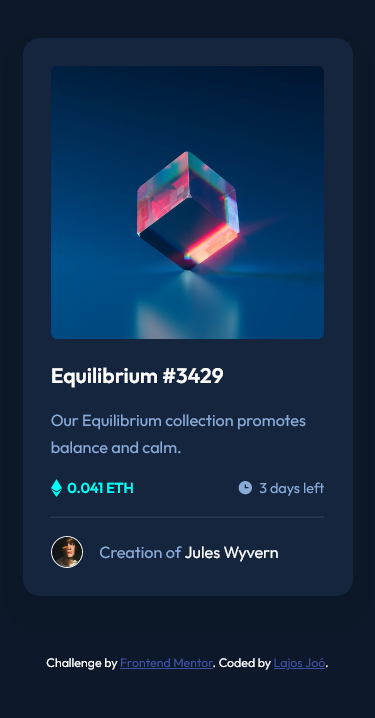 Equilibrium #3429
Our Equilibrium collection promotes
balance and calm.
0.041 ETH
3 days left
Creation of Jules Wyvern
Challenge by Frontend Mentor. Coded by Lajos Joó.